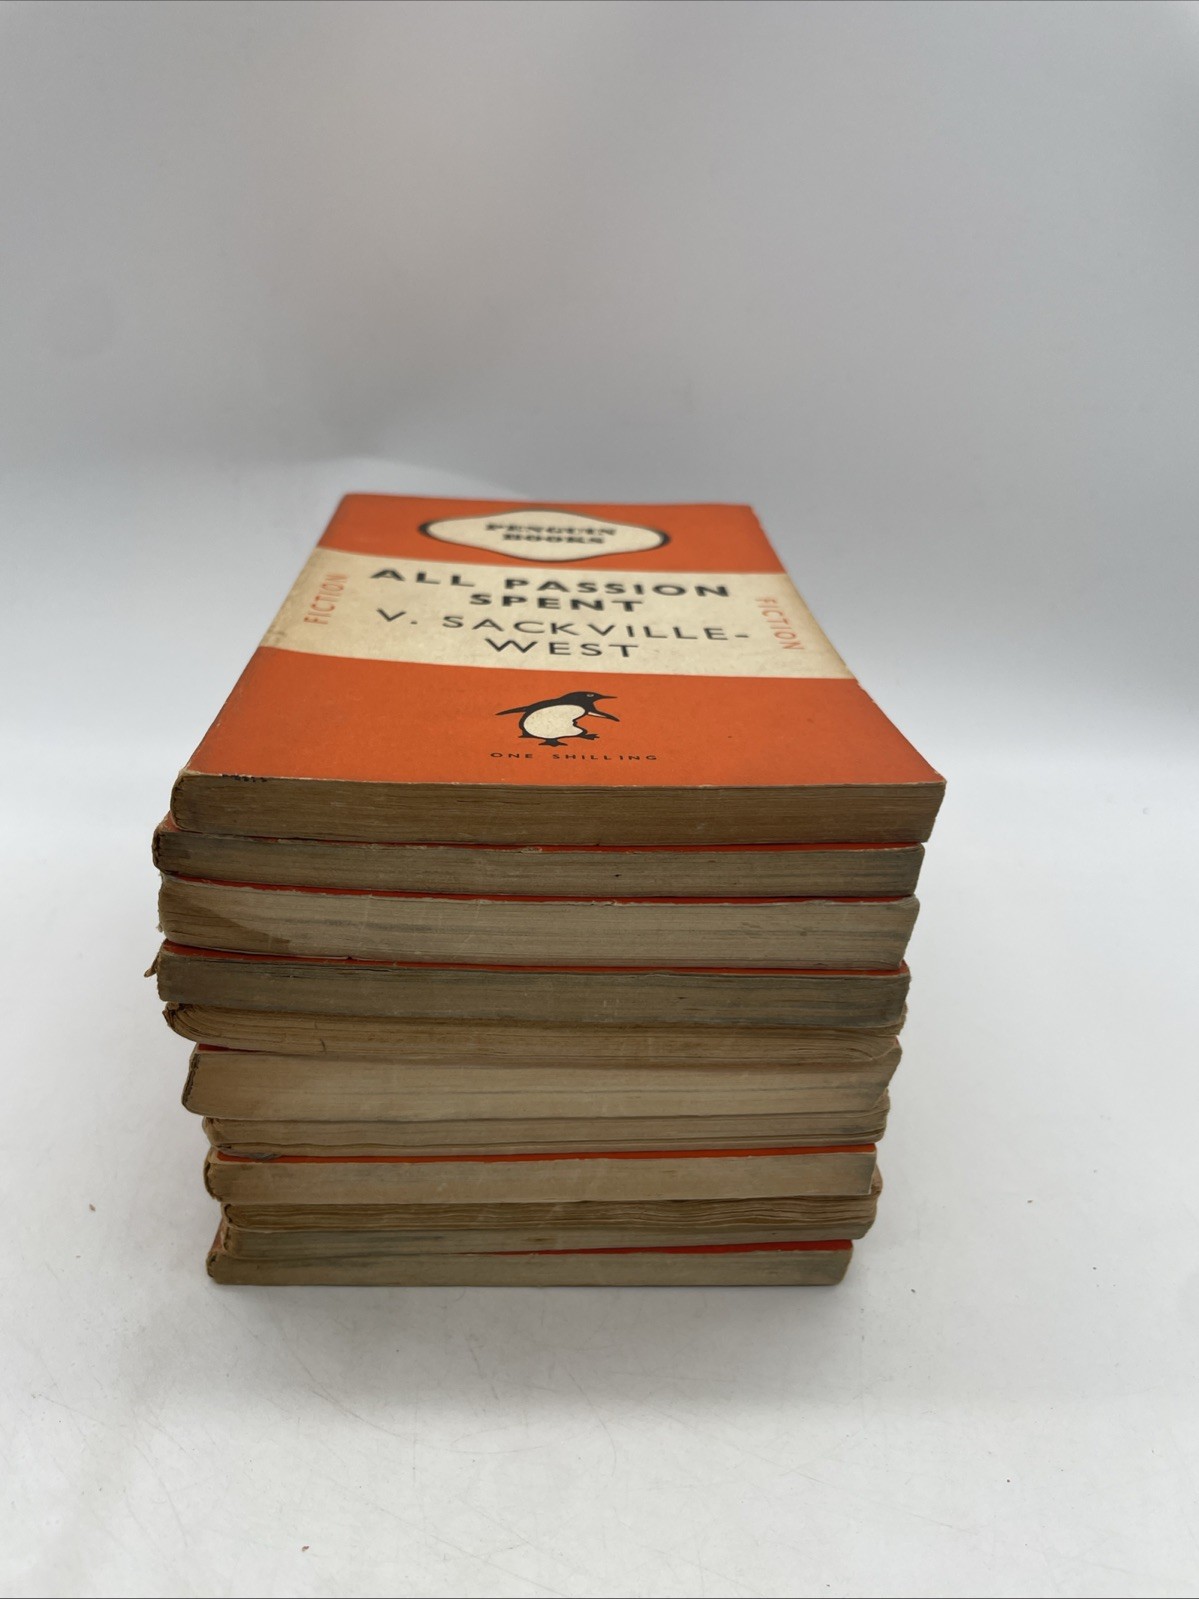 PENGUIN
BOOKS
FICTION
ALL PASSION
SPENT
V. SACKVILLE-
WEST
FICTION
ONE SHILLING